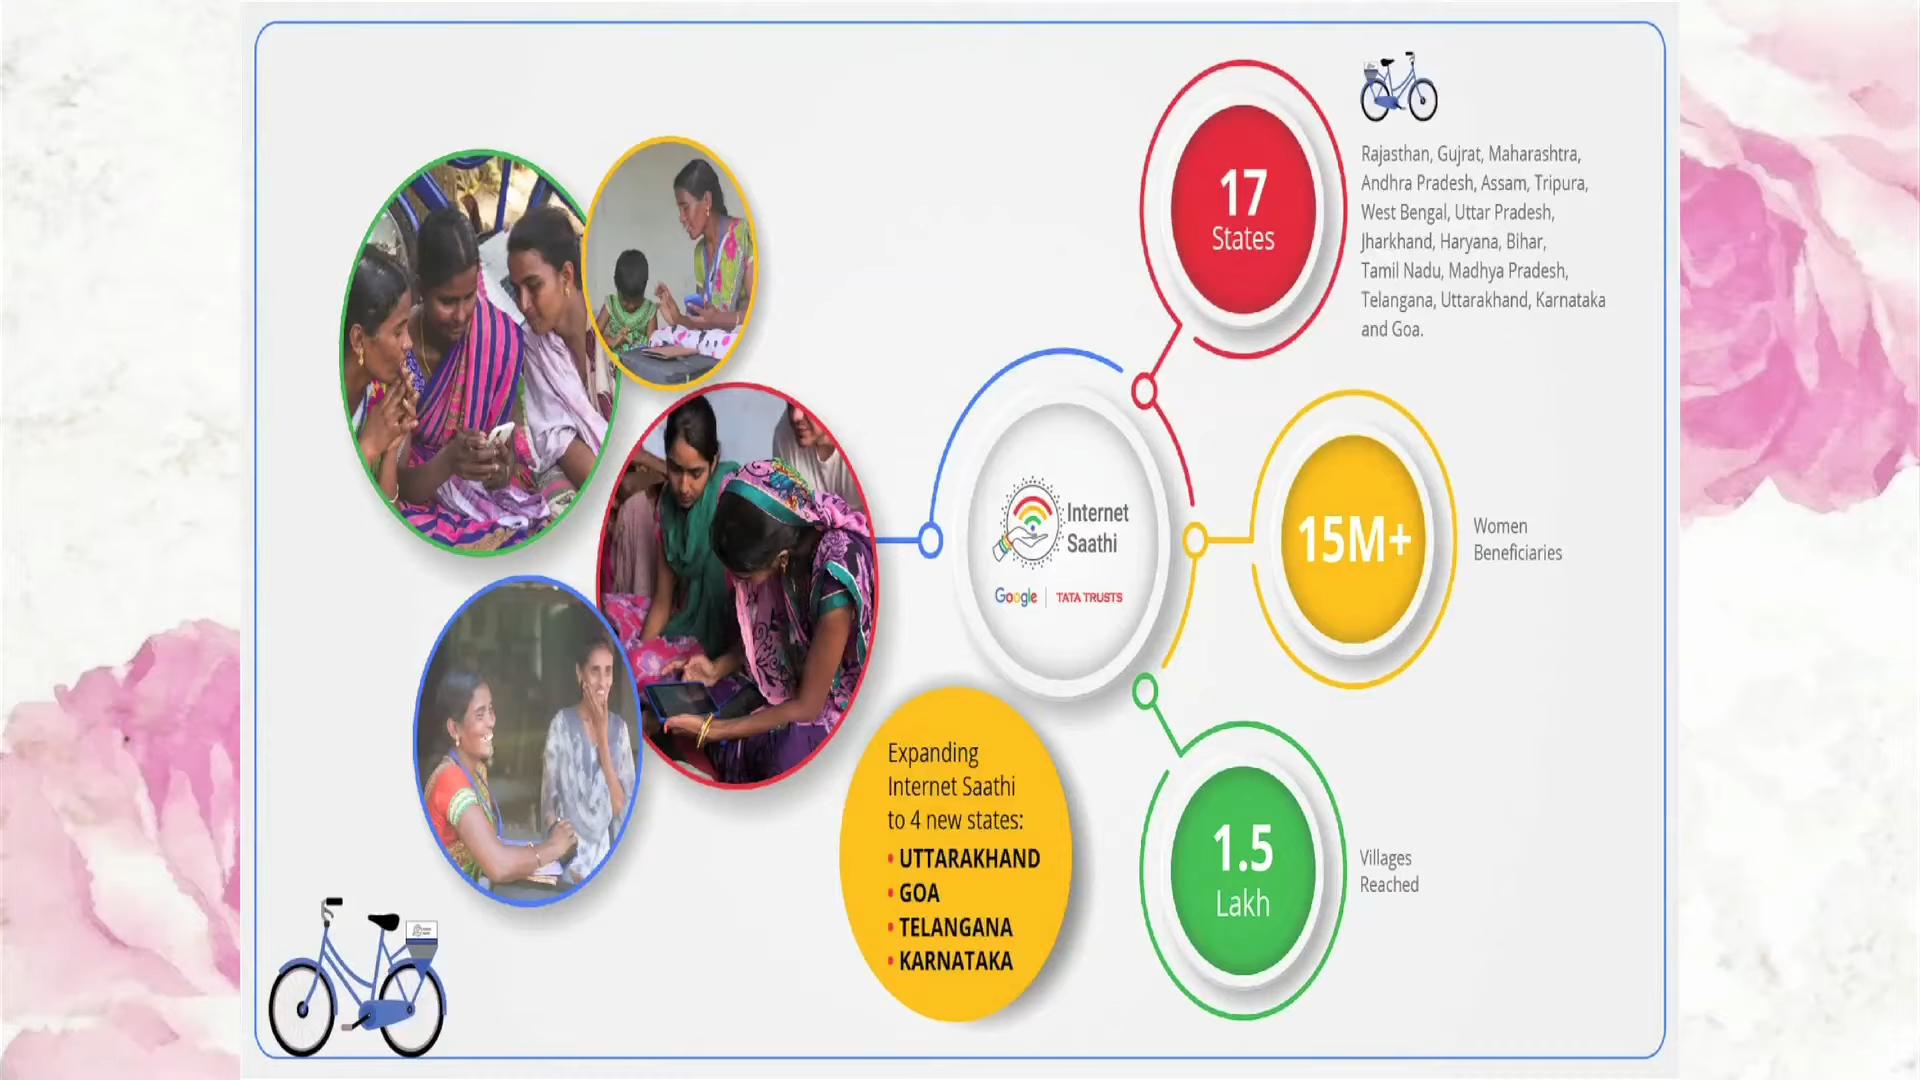 17
States
Rajasthan, Gujrat, Maharashtra,
Andhra Pradesh, Assam, Tripura,
West Bengal, Uttar Pradesh,
Jharkhand, Haryana, Bihar,
Tamil Nadu, Madhya Pradesh,
Telangana, Uttarakhand, Karnataka
and Goa.
Internet
Saathi
Google | TATA TRUSTS
15M+
Women
Beneficiaries
Expanding
Internet Saathi
to 4 new states:
• UTTARAKHAND
• GOA
• TELANGANA
• KARNATAKA
1.5
Lakh
Villages
Reached